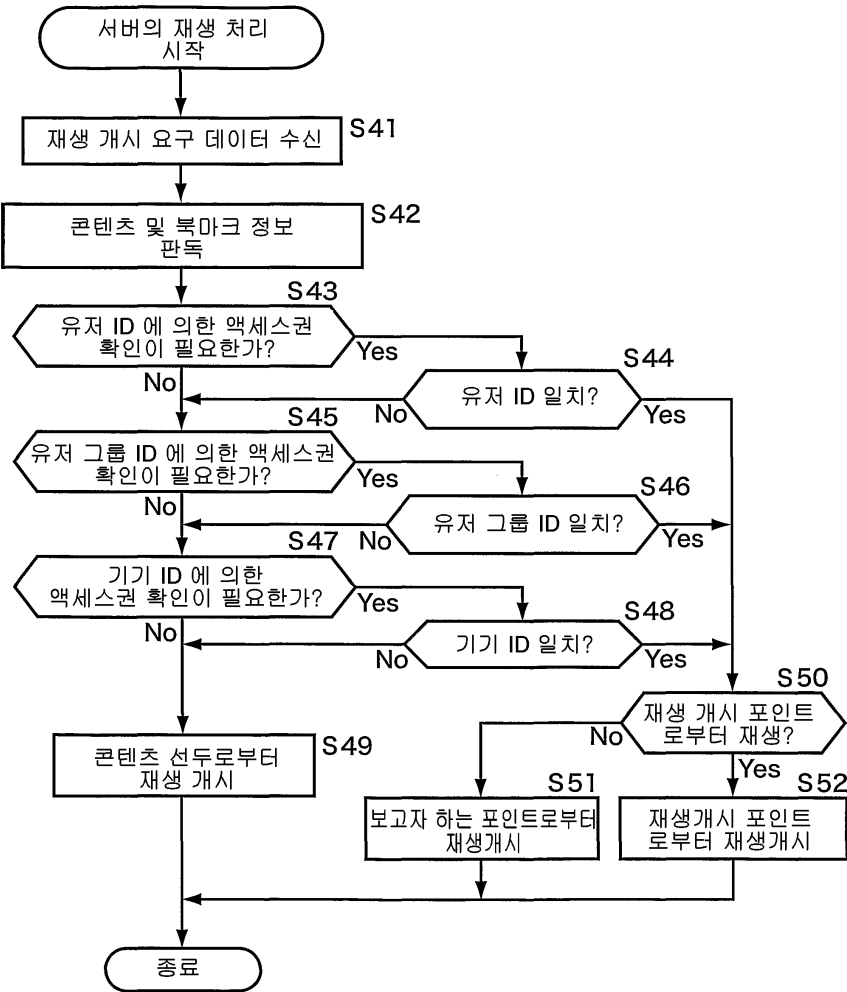 서버의 재생 처리
시작
재생 개시 요구 데이터 수신
S41
콘텐츠 및 북마크 정보
판독
S42
S43
유저 ID 에 의한 액세스권
확인이 필요한가?
Yes
No
S44
유저 ID 일치?
No
Yes
S45
유저 그룹 ID 에 의한 액세스권
확인이 필요한가?
Yes
No
S46
유저 그룹 ID 일치?
No
Yes
S47
기기 ID 에 의한
액세스권 확인이 필요한가?
Yes
No
S48
기기 ID 일치?
No
Yes
S49
콘텐츠 선두로부터
재생 개시
S50
재생 개시 포인트
로부터 재생?
No
Yes
S51
보고자 하는 포인트로부터
재생개시
S52
재생개시 포인트
로부터 재생개시
종료